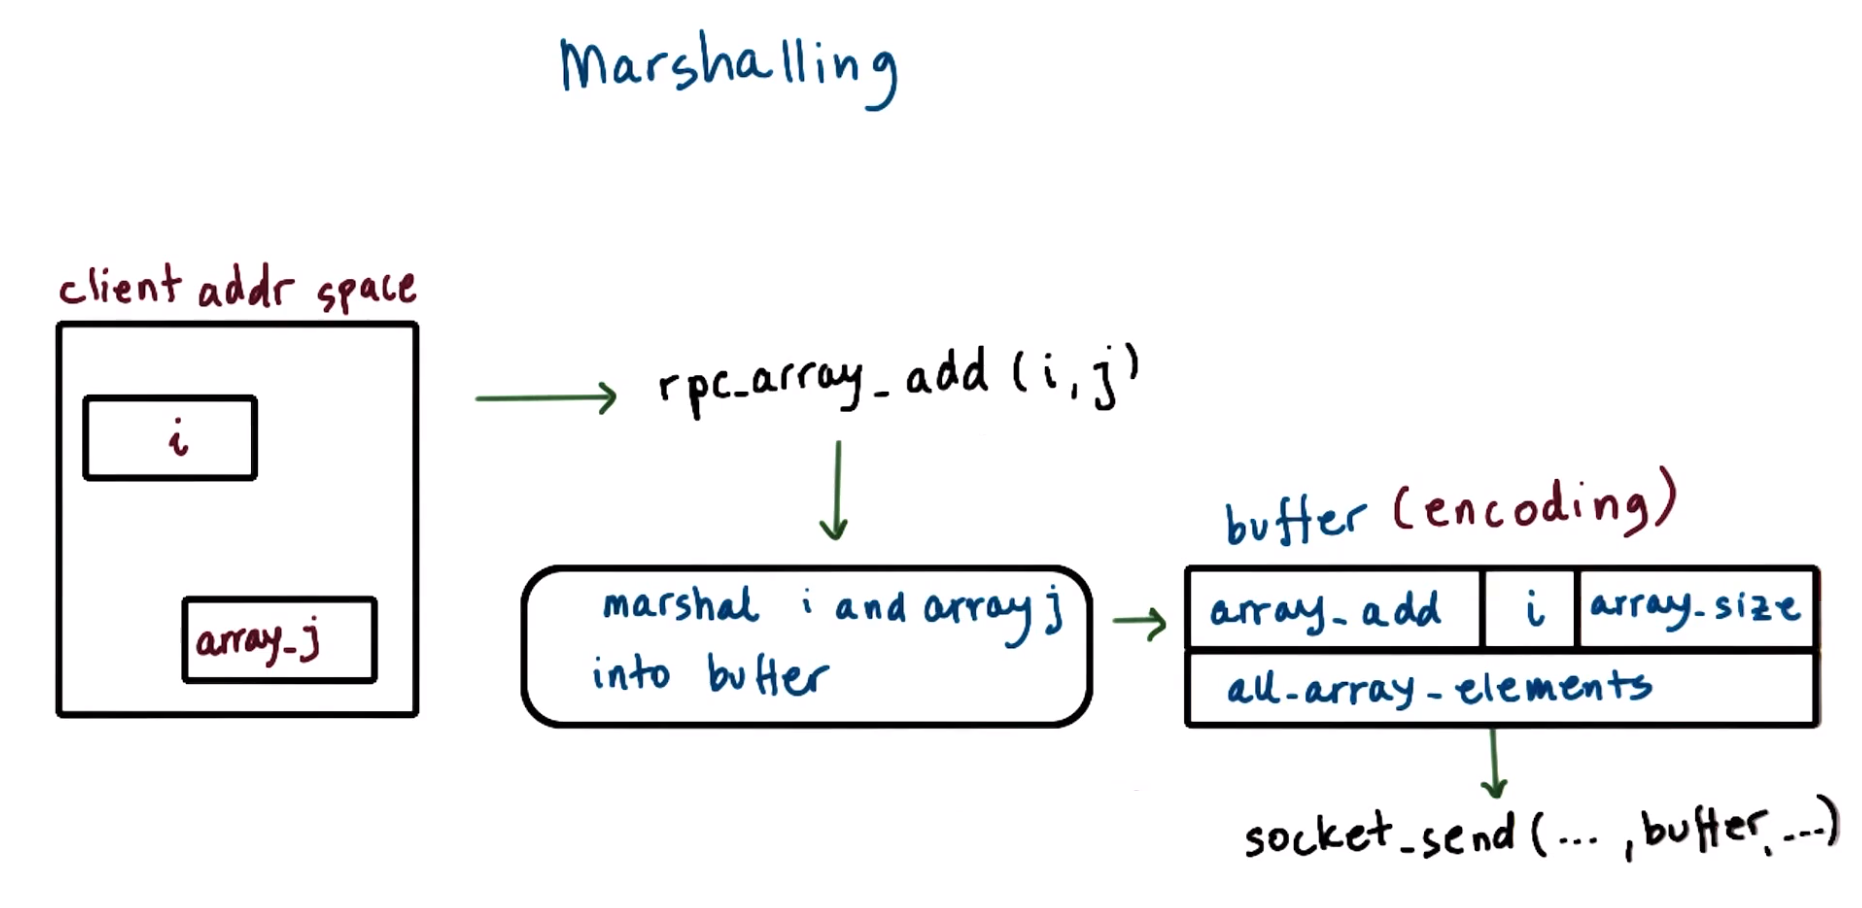 Marshalling
client addr space
i
array_j
rpc_array_add (i, j)
marshal i and array j
into buffer
buffer (encoding)
array_add i array_size
all_array_elements
socket_send (... , buffer, ...)